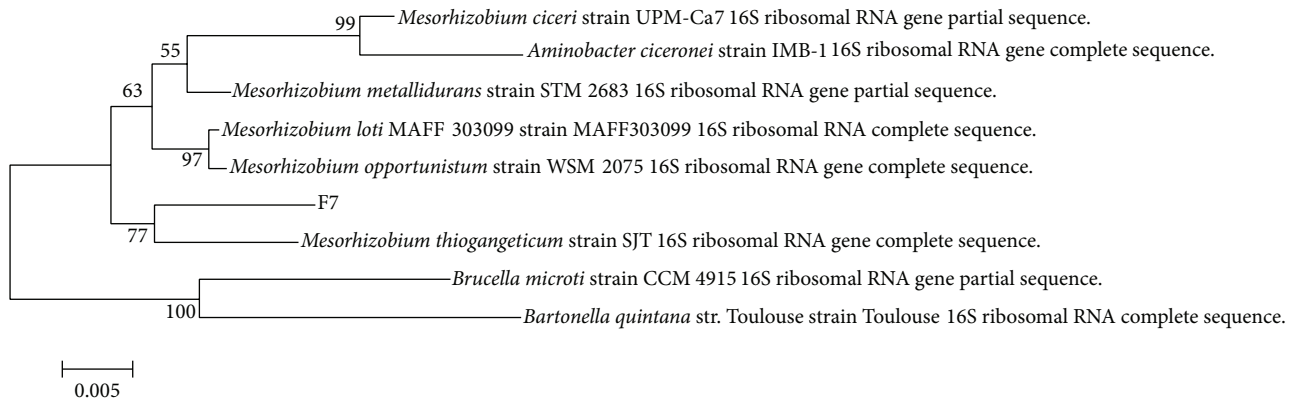 99
Mesorhizobium ciceri strain UPM-Ca7 16S ribosomal RNA gene partial sequence.
55
Aminobacter ciceronei strain IMB-1 16S ribosomal RNA gene complete sequence.
63
Mesorhizobium metallidurans strain STM 2683 16S ribosomal RNA gene partial sequence.
Mesorhizobium loti MAFF 303099 strain MAFF303099 16S ribosomal RNA complete sequence.
97
Mesorhizobium opportunistum strain WSM 2075 16S ribosomal RNA gene complete sequence.
F7
77
Mesorhizobium thiogangeticum strain SJT 16S ribosomal RNA gene complete sequence.
Brucella microti strain CCM 4915 16S ribosomal RNA gene partial sequence.
100
Bartonella quintana str. Toulouse strain Toulouse 16S ribosomal RNA complete sequence.
0.005